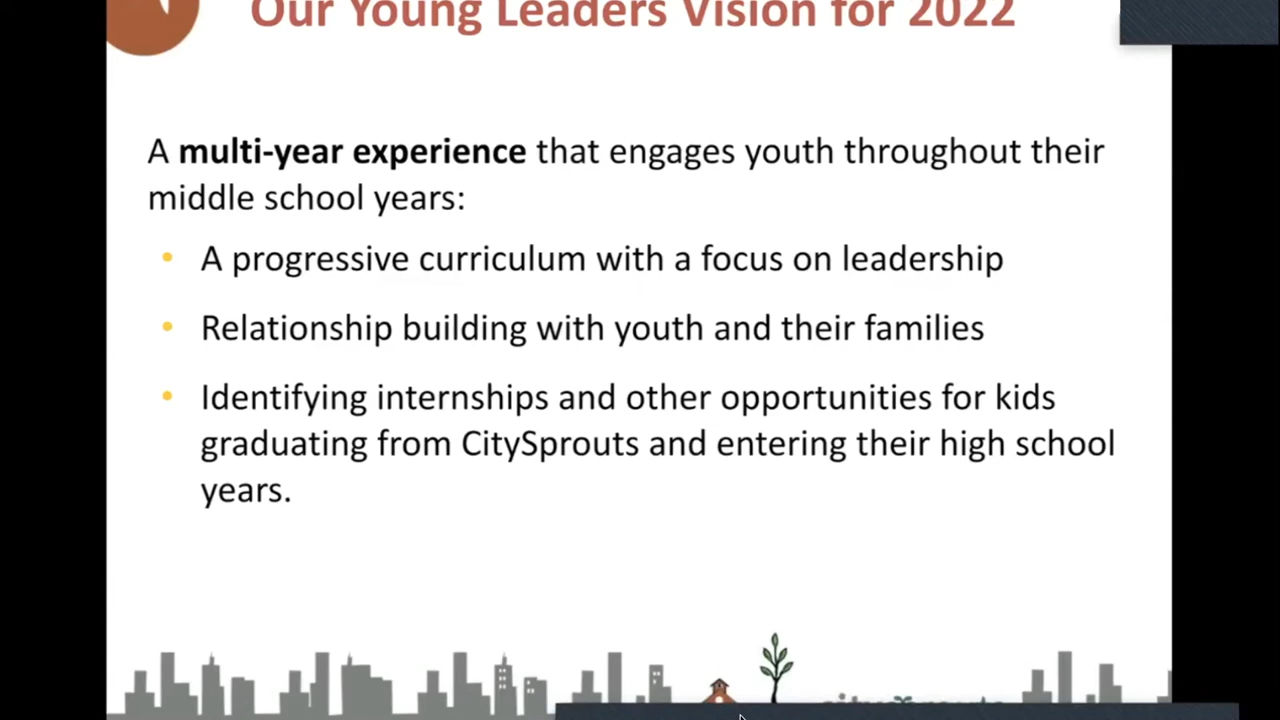 Our Young Leaders Vision for 2022
A multi-year experience that engages youth throughout their
middle school years:
• A progressive curriculum with a focus on leadership
• Relationship building with youth and their families
• Identifying internships and other opportunities for kids
graduating from CitySprouts and entering their high school
years.